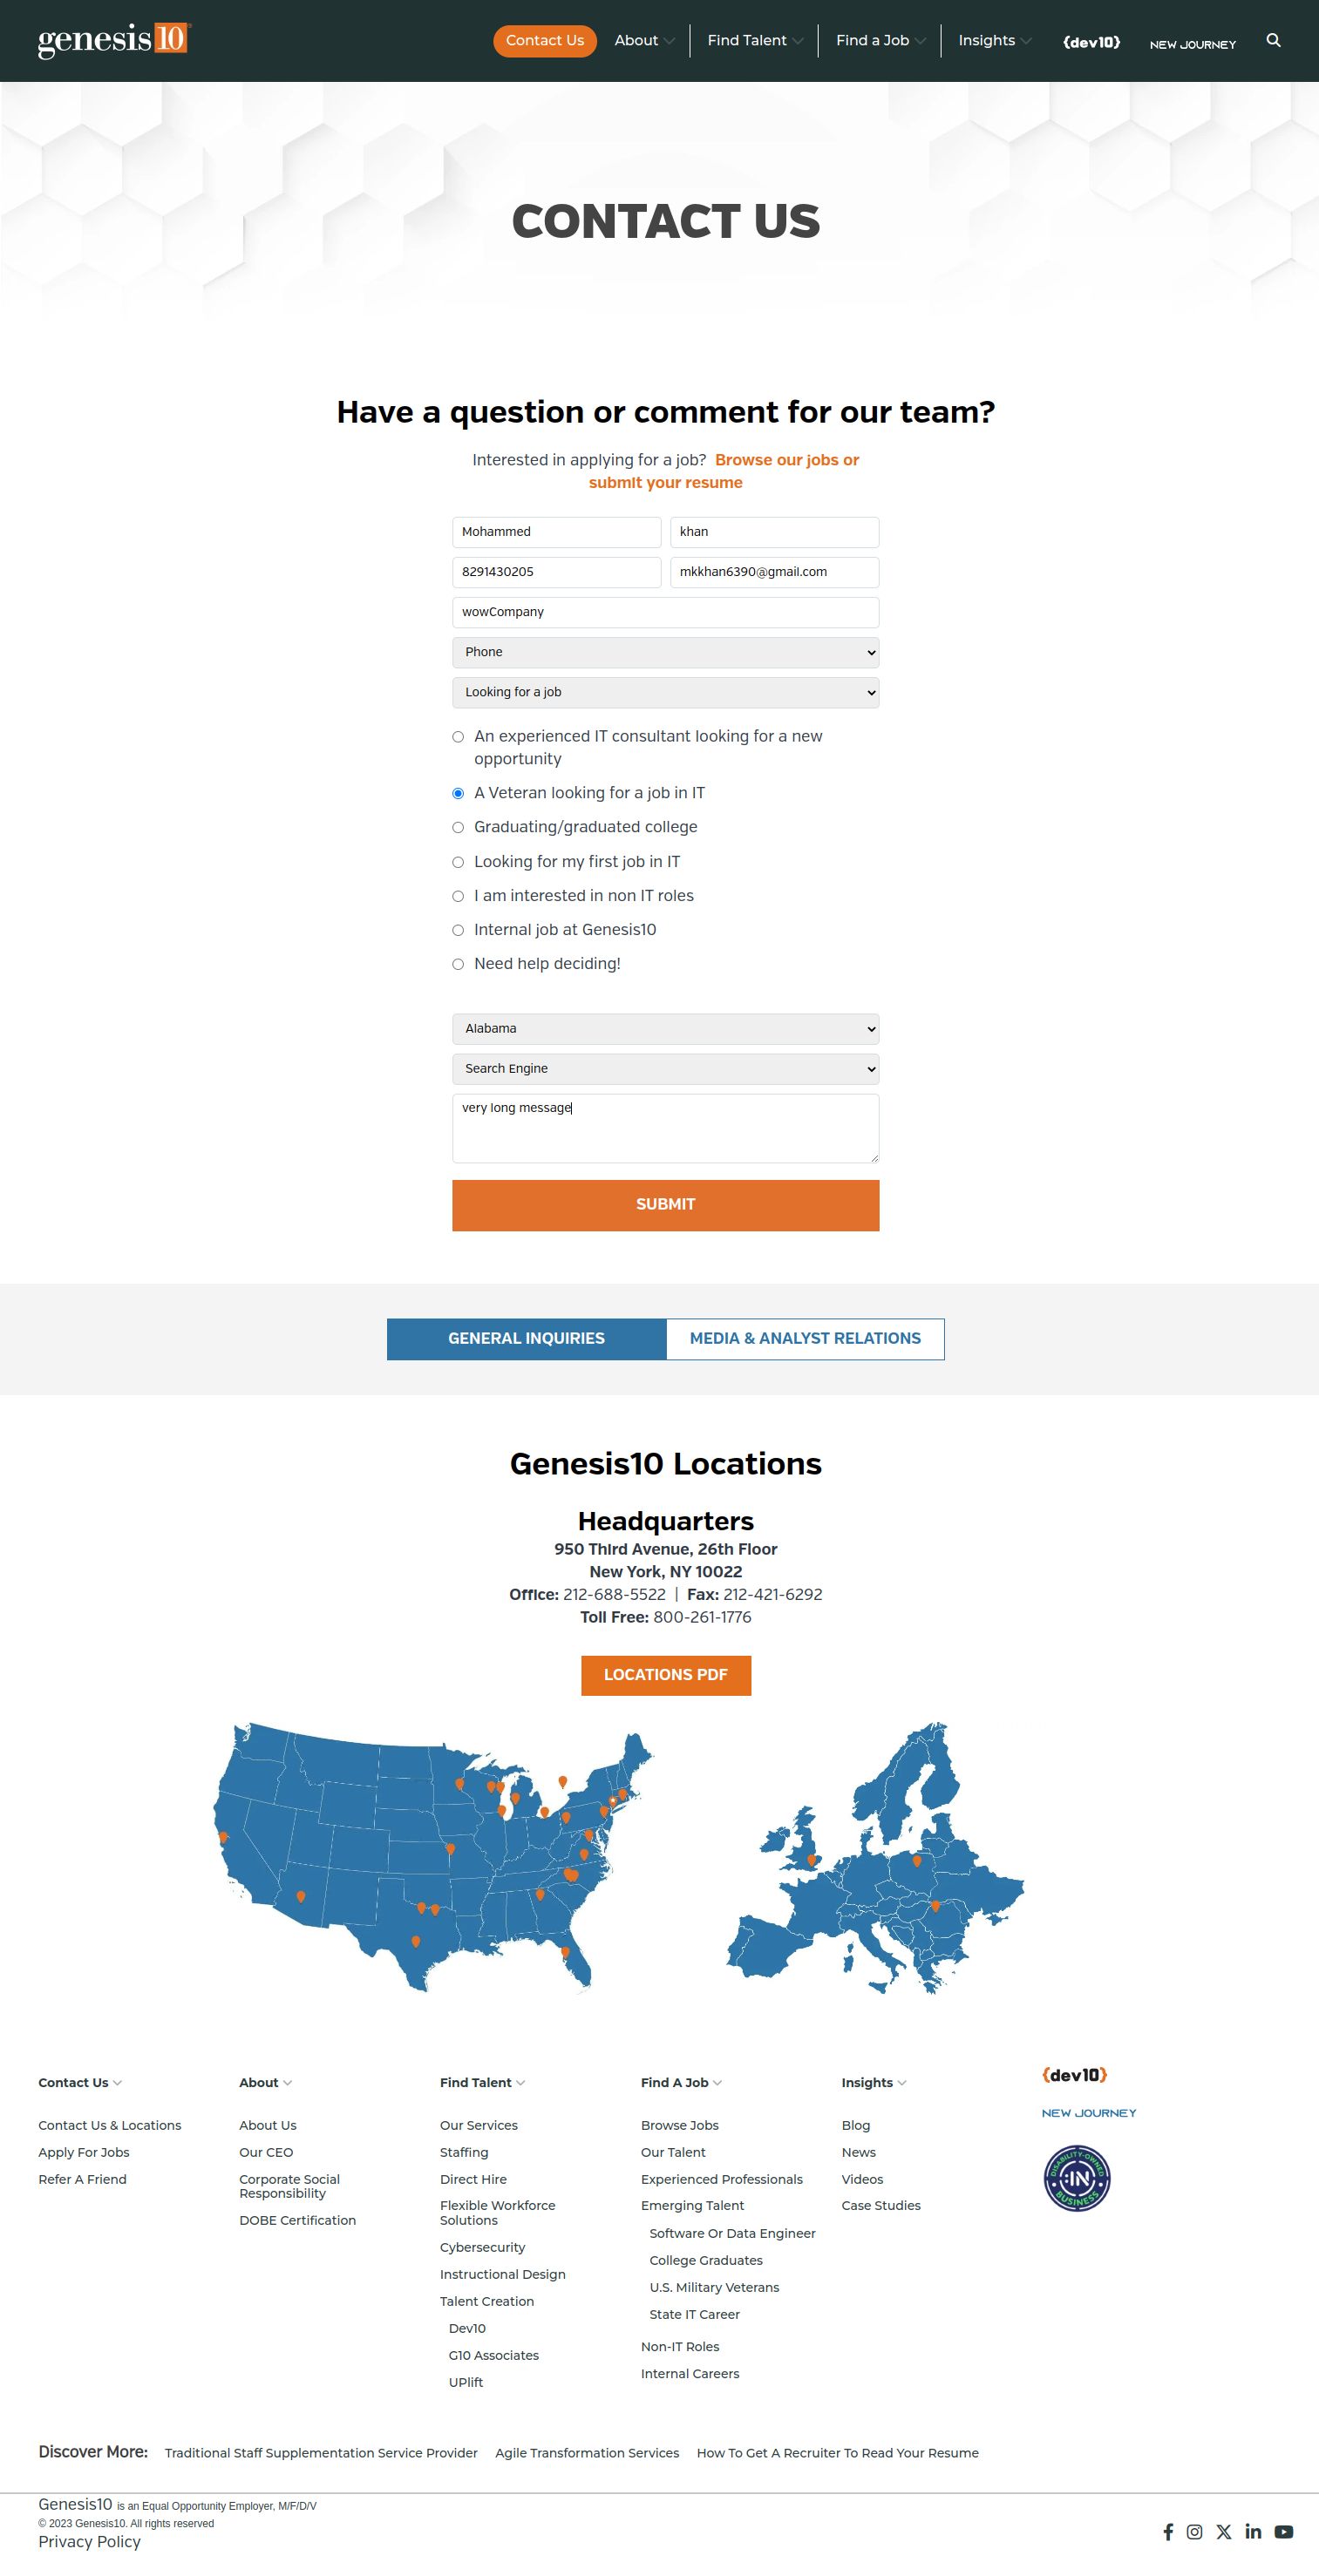 genesis10
Contact Us About Find Talent Find a Job Insights {dev10} NEW JOURNEY
CONTACT US
Have a question or comment for our team?
Interested in applying for a job? Browse our jobs or
submit your resume
Mohammed khan
8291430205 mkkhan6390@gmail.com
wowCompany
Phone
Looking for a job
An experienced IT consultant looking for a new
opportunity
A Veteran looking for a job in IT
Graduating/graduated college
Looking for my first job in IT
I am interested in non IT roles
Internal job at Genesis10
Need help deciding!
Alabama
Search Engine
very long message
SUBMIT
GENERAL INQUIRIES MEDIA & ANALYST RELATIONS
Genesis10 Locations
Headquarters
950 Third Avenue, 26th Floor
New York, NY 10022
Office: 212-688-5522 | Fax: 212-421-6292
Toll Free: 800-261-1776
LOCATIONS PDF
Contact Us
Contact Us & Locations
Apply For Jobs
Refer A Friend
About
About Us
Our CEO
Corporate Social
Responsibility
DOBE Certification
Find Talent
Our Services
Staffing
Direct Hire
Flexible Workforce
Solutions
Cybersecurity
Instructional Design
Talent Creation
Dev10
G10 Associates
UPlift
Find A Job
Browse Jobs
Our Talent
Experienced Professionals
Emerging Talent
Software Or Data Engineer
College Graduates
U.S. Military Veterans
State IT Career
Non-IT Roles
Internal Careers
Insights
Blog
News
Videos
Case Studies
{dev10}
NEW JOURNEY
DISABILITY-OWNED
:IN
BUSINESS
Discover More: Traditional Staff Supplementation Service Provider Agile Transformation Services How To Get A Recruiter To Read Your Resume
Genesis10 is an Equal Opportunity Employer, M/F/D/V
© 2023 Genesis10. All rights reserved
Privacy Policy